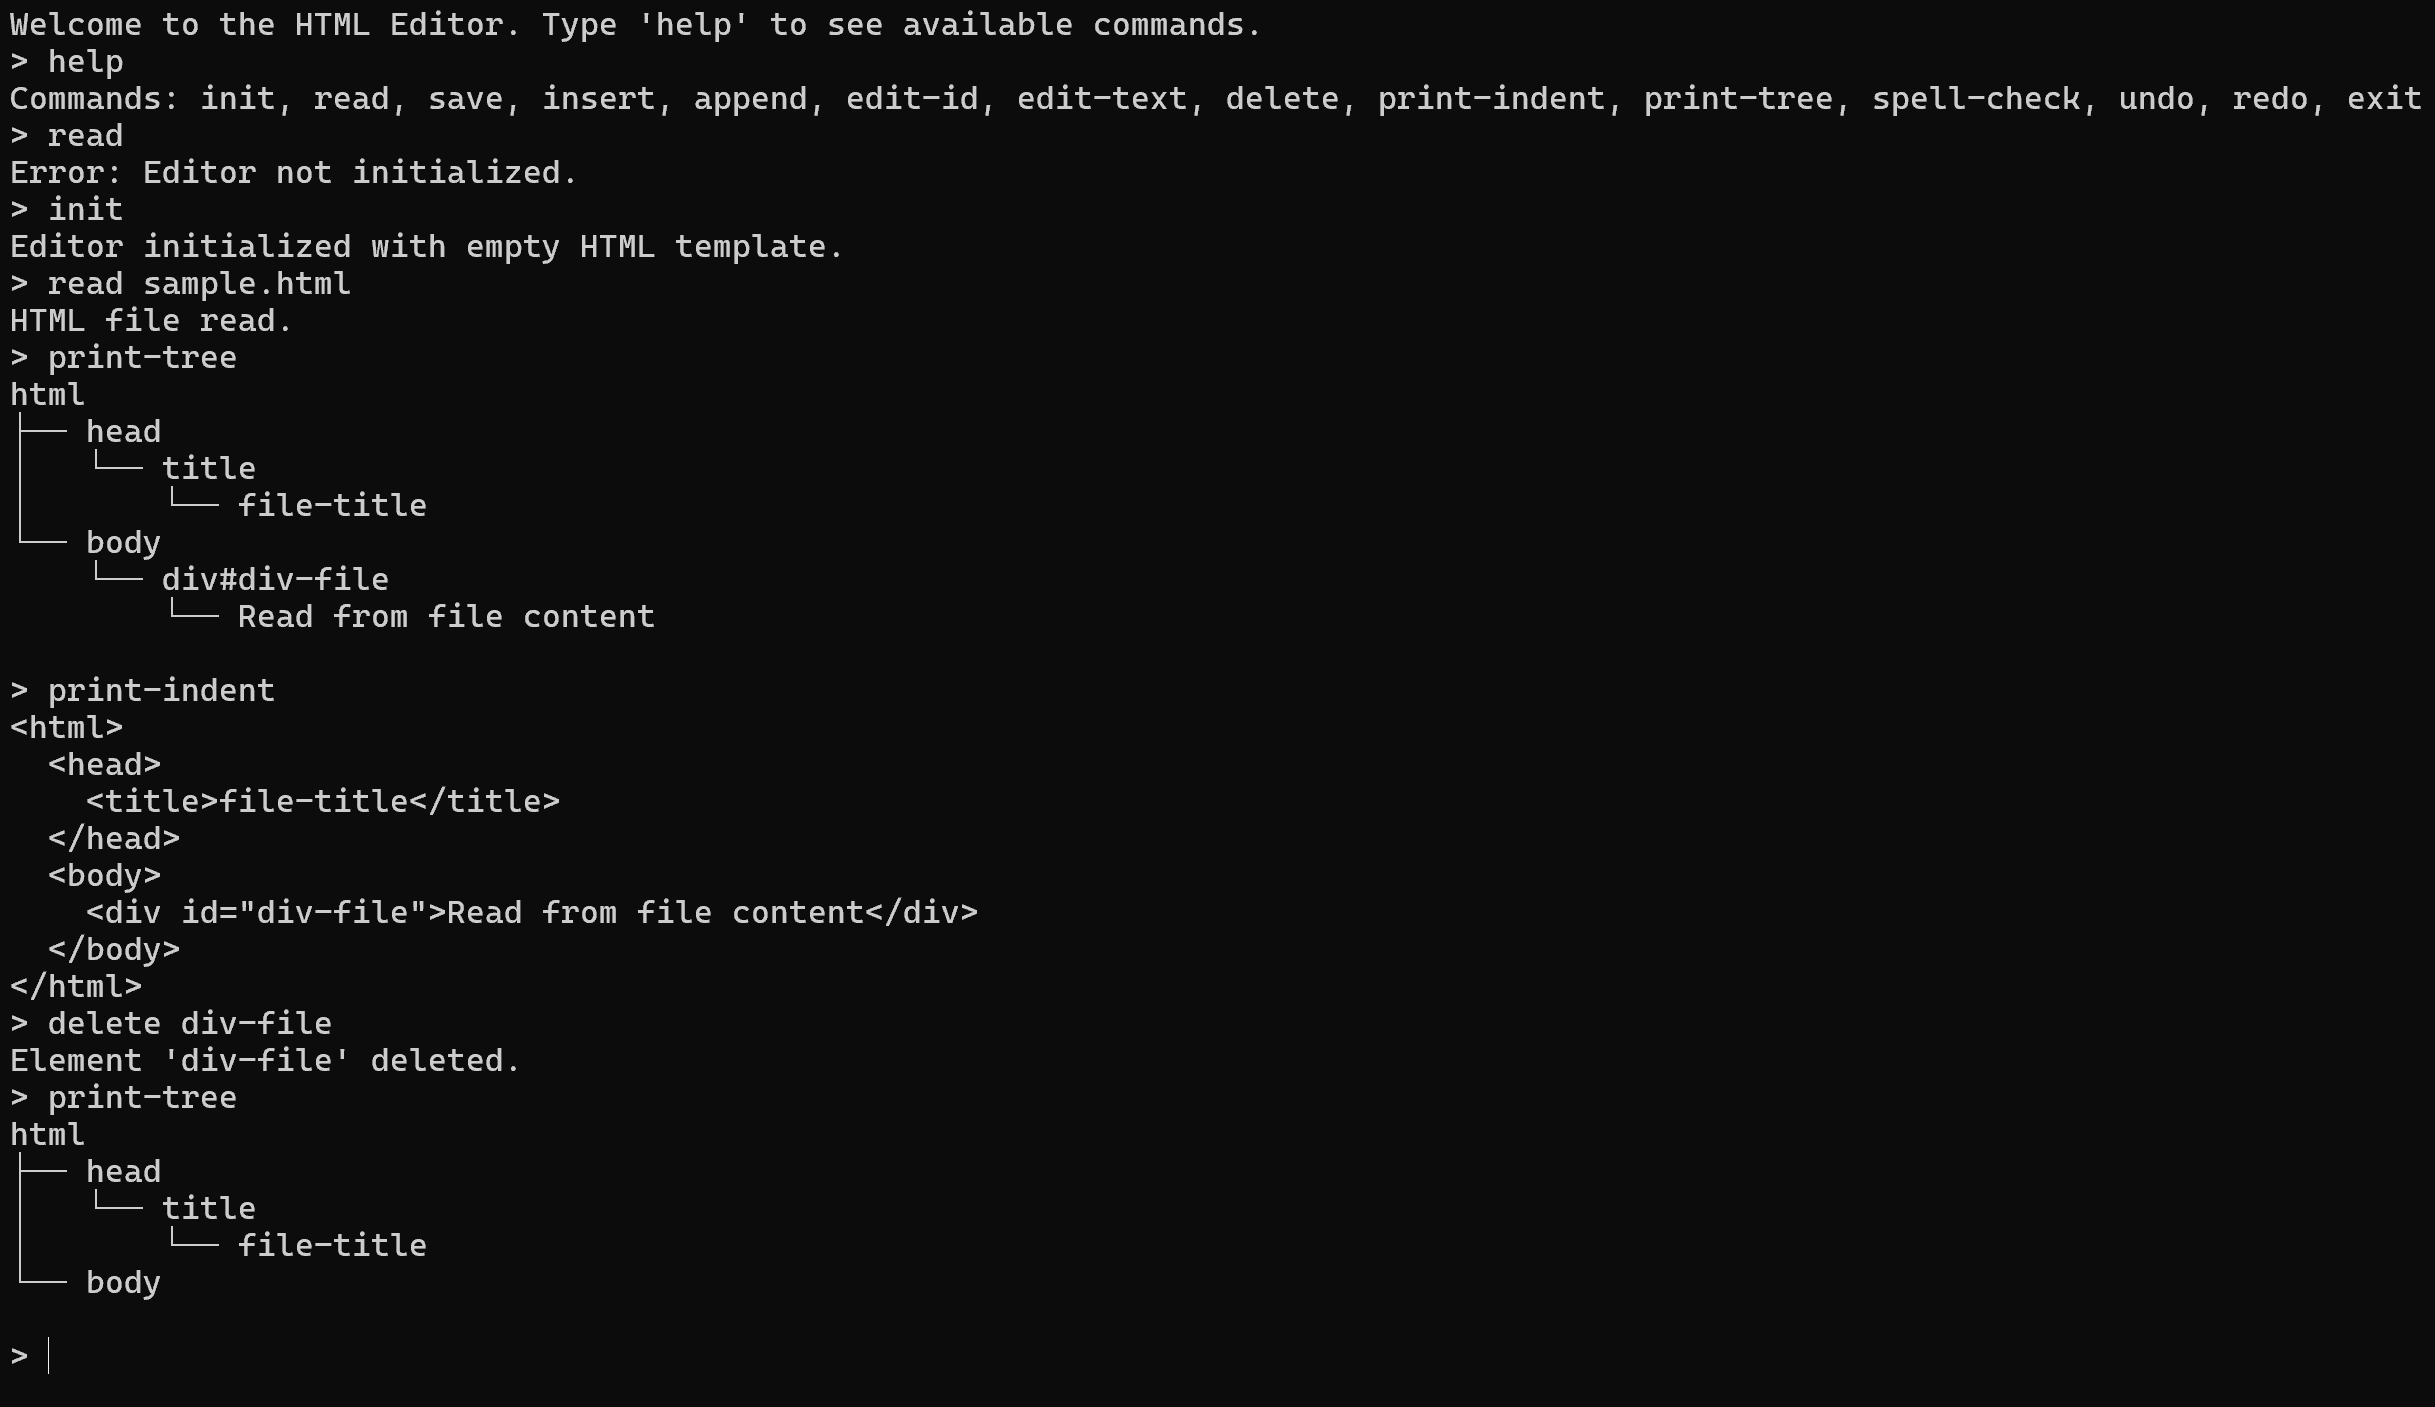 Welcome to the HTML Editor. Type 'help' to see available commands.
> help
Commands: init, read, save, insert, append, edit-id, edit-text, delete, print-indent, print-tree, spell-check, undo, redo, exit
> read
Error: Editor not initialized.
> init
Editor initialized with empty HTML template.
> read sample.html
HTML file read.
> print-tree
html
├── head
│   └── title
│       └── file-title
└── body
    └── div#div-file
        └── Read from file content

> print-indent
<html>
  <head>
    <title>file-title</title>
  </head>
  <body>
    <div id="div-file">Read from file content</div>
  </body>
</html>
> delete div-file
Element 'div-file' deleted.
> print-tree
html
├── head
│   └── title
│       └── file-title
└── body

>